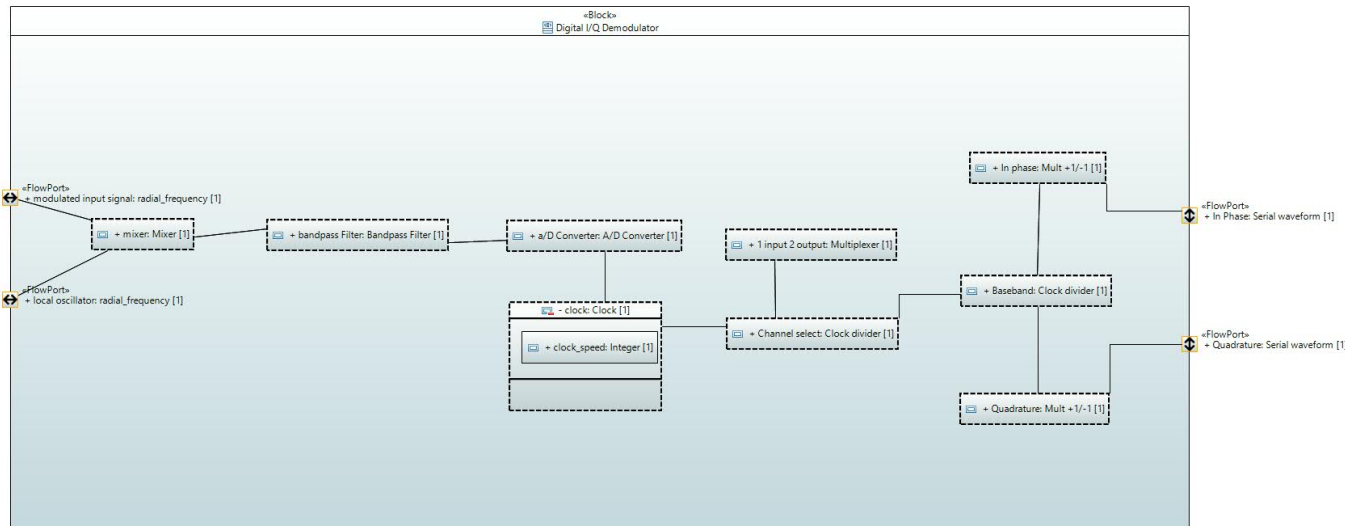 «Block»
Digital I/Q Demodulator
+ In phase: Mult +1/-1 [1]
«FlowPort»
+ modulated input signal: radial_frequency [1]
«FlowPort»
+ In Phase: Serial waveform [1]
+ mixer: Mixer [1]
+ bandpass Filter: Bandpass Filter [1]
+ a/D Converter: A/D Converter [1]
+ 1 input 2 output: Multiplexer [1]
«FlowPort»
+ local oscillator: radial_frequency [1]
+ Baseband: Clock divider [1]
- clock: Clock [1]
+ clock_speed: Integer [1]
+ Channel select: Clock divider [1]
«FlowPort»
+ Quadrature: Serial waveform [1]
+ Quadrature: Mult +1/-1 [1]